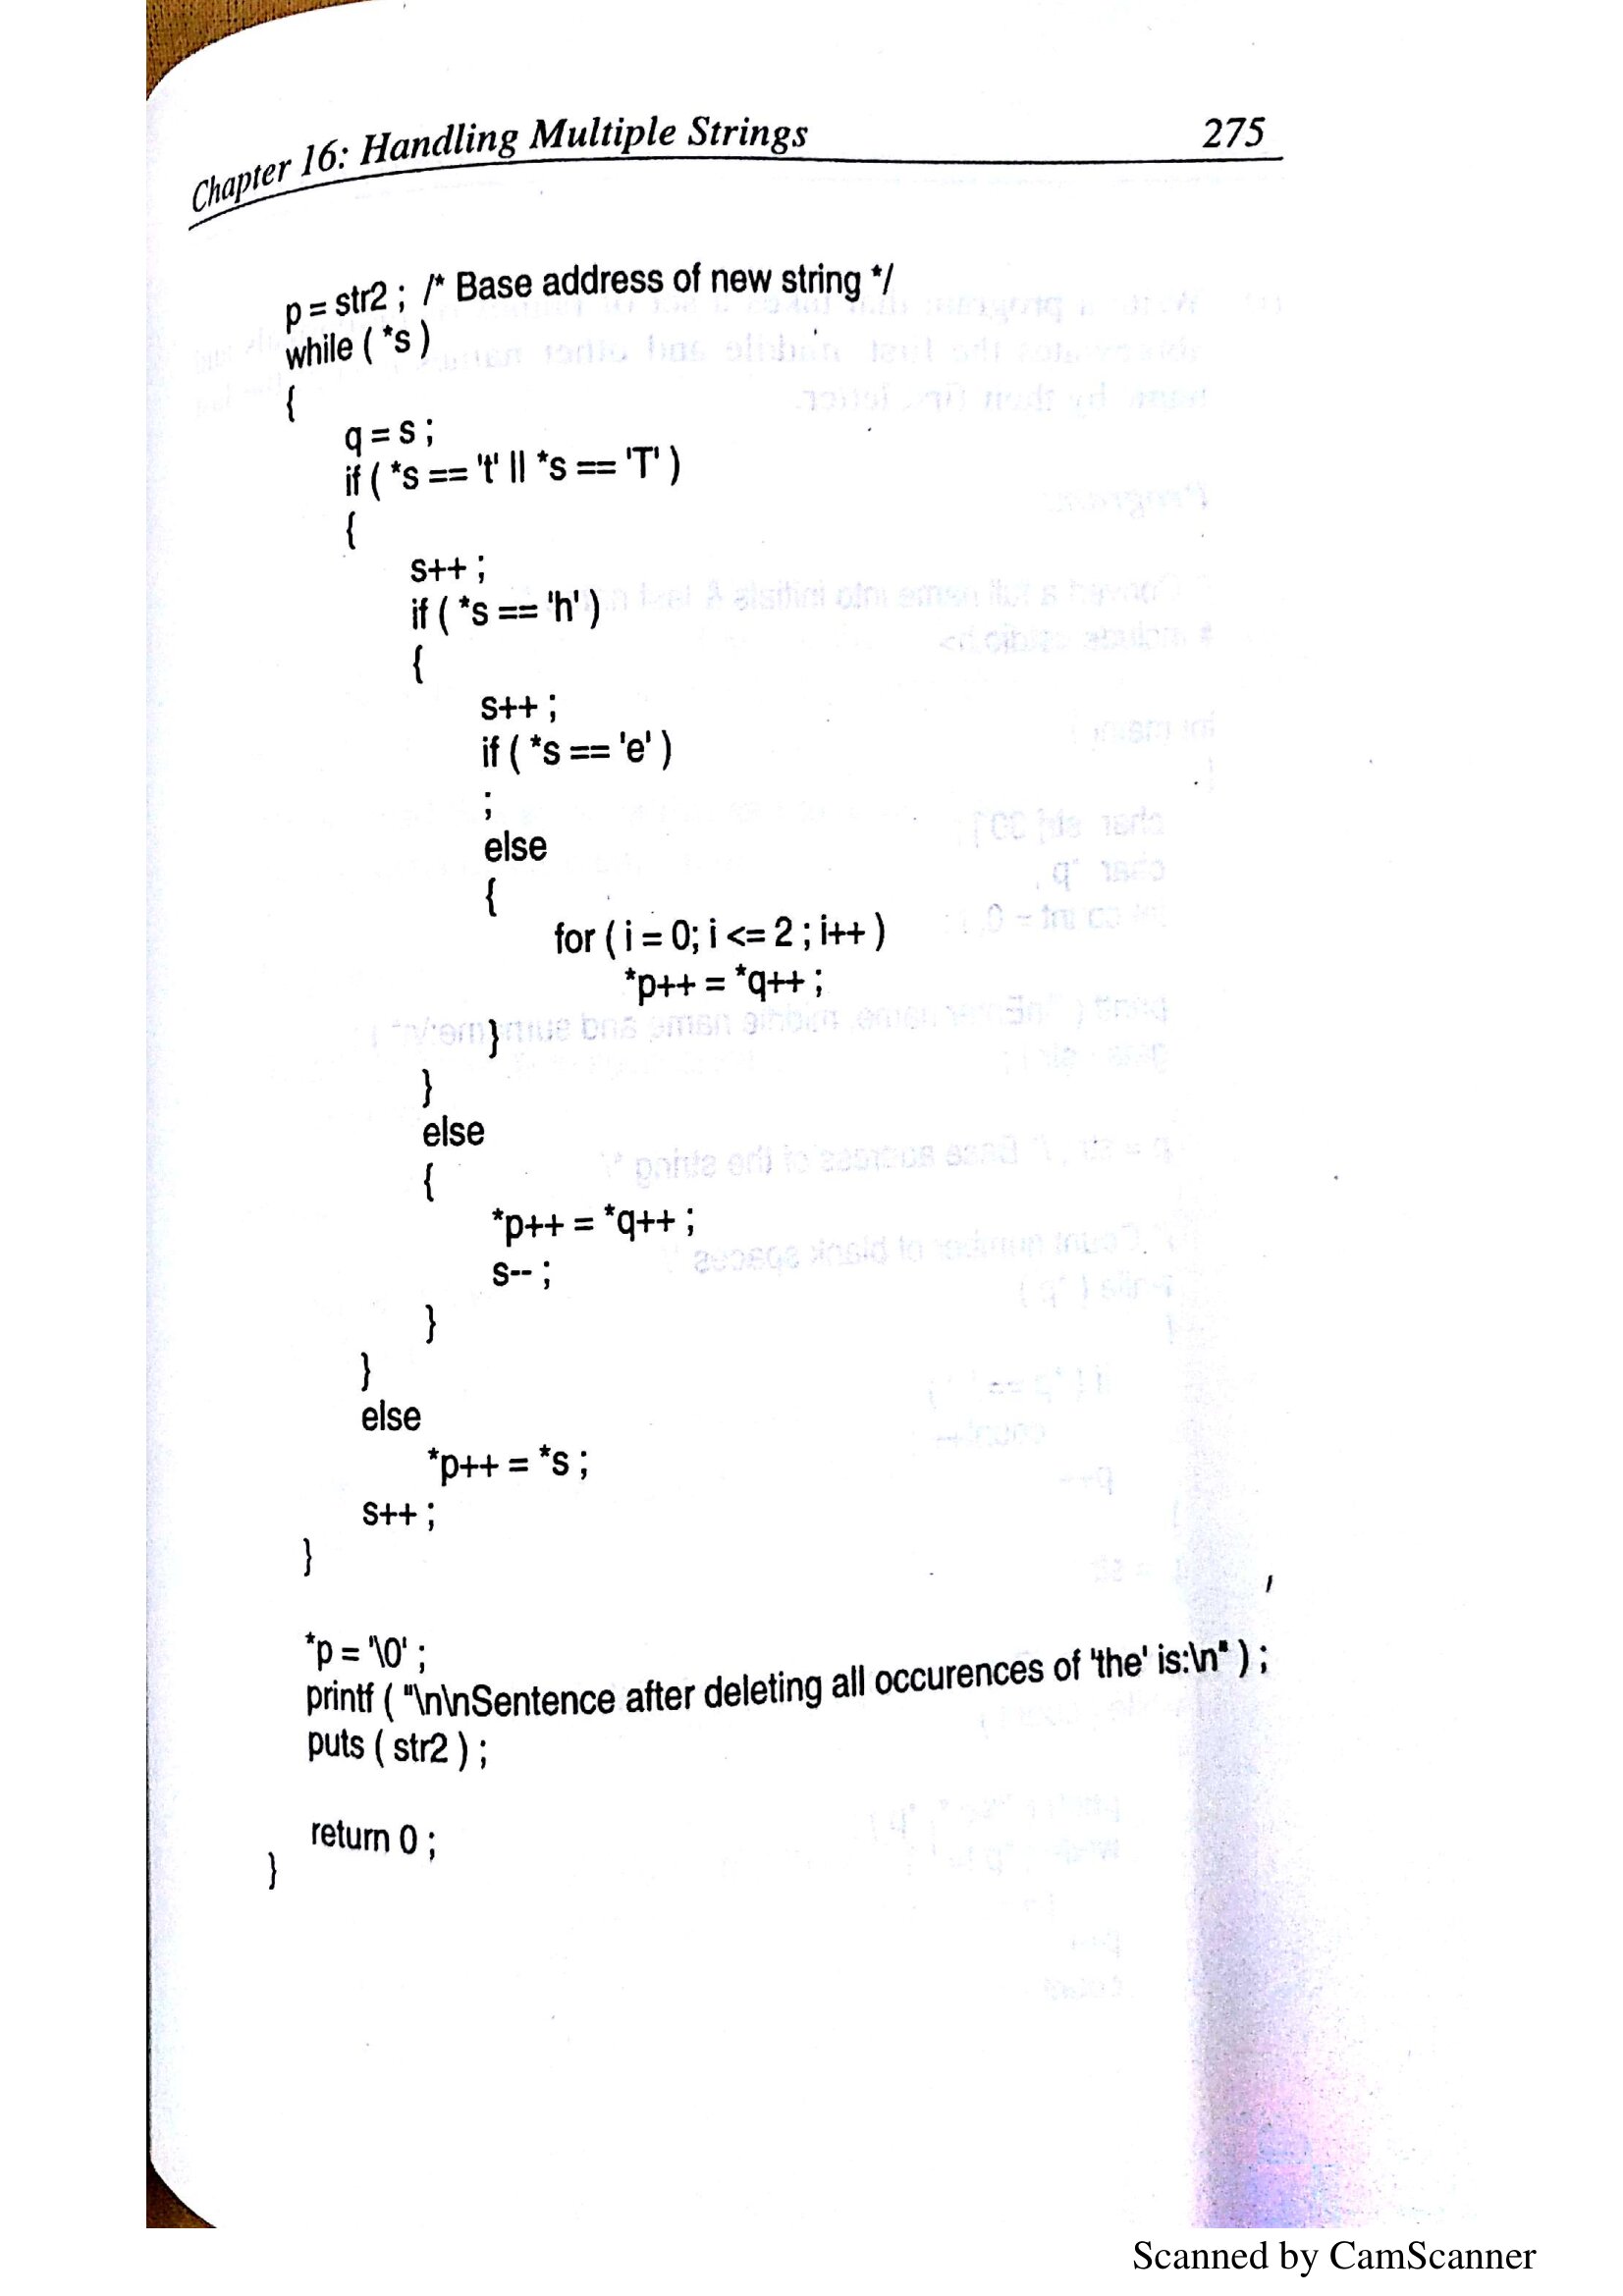 Chapter 16: Handling Multiple Strings 275
p = str2 ; /* Base address of new string */
while ( *s )
{
q = s ;
if ( *s == 't' || *s == 'T' )
{
s++ ;
if ( *s == 'h' )
{
s++ ;
if ( *s == 'e' )
;
else
{
for ( i = 0; i <= 2 ; i++ )
*p++ = *q++ ;
}
}
else
{
*p++ = *q++ ;
s-- ;
}
}
else
*p++ = *s ;
s++ ;
}
*p = '\0' ;
printf ( "\n\nSentence after deleting all occurences of 'the' is:\n" ) ;
puts ( str2 ) ;
return 0 ;
}
Scanned by CamScanner